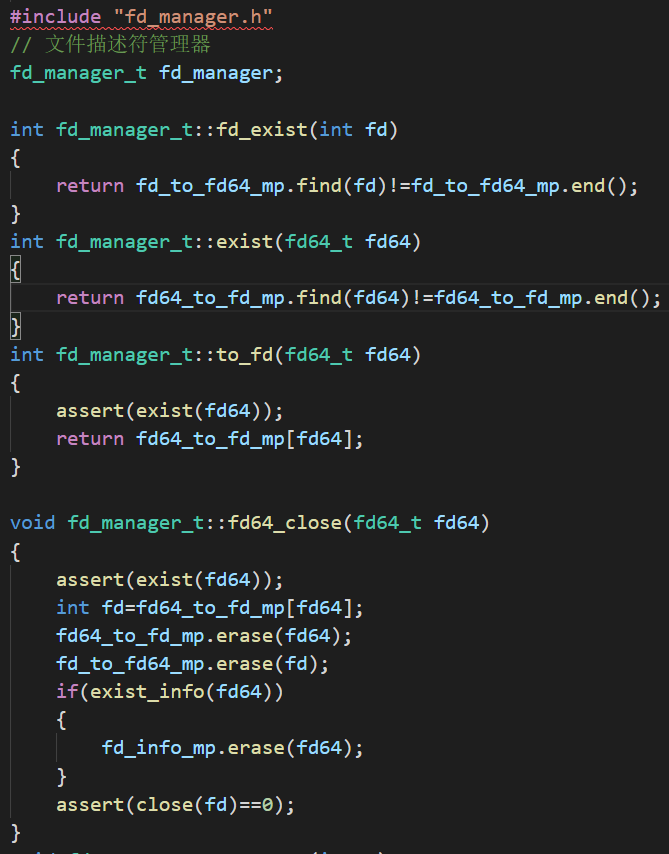 #include "fd_manager.h"
// 文件描述符管理器
fd_manager_t fd_manager;
int fd_manager_t::fd_exist(int fd)
{
    return fd_to_fd64_mp.find(fd)!=fd_to_fd64_mp.end();
}
int fd_manager_t::exist(fd64_t fd64)
{
    return fd64_to_fd_mp.find(fd64)!=fd64_to_fd_mp.end();
}
int fd_manager_t::to_fd(fd64_t fd64)
{
    assert(exist(fd64));
    return fd64_to_fd_mp[fd64];
}
void fd_manager_t::fd64_close(fd64_t fd64)
{
    assert(exist(fd64));
    int fd=fd64_to_fd_mp[fd64];
    fd64_to_fd_mp.erase(fd64);
    fd_to_fd64_mp.erase(fd);
    if(exist_info(fd64))
    {
        fd_info_mp.erase(fd64);
    }
    assert(close(fd)==0);
}